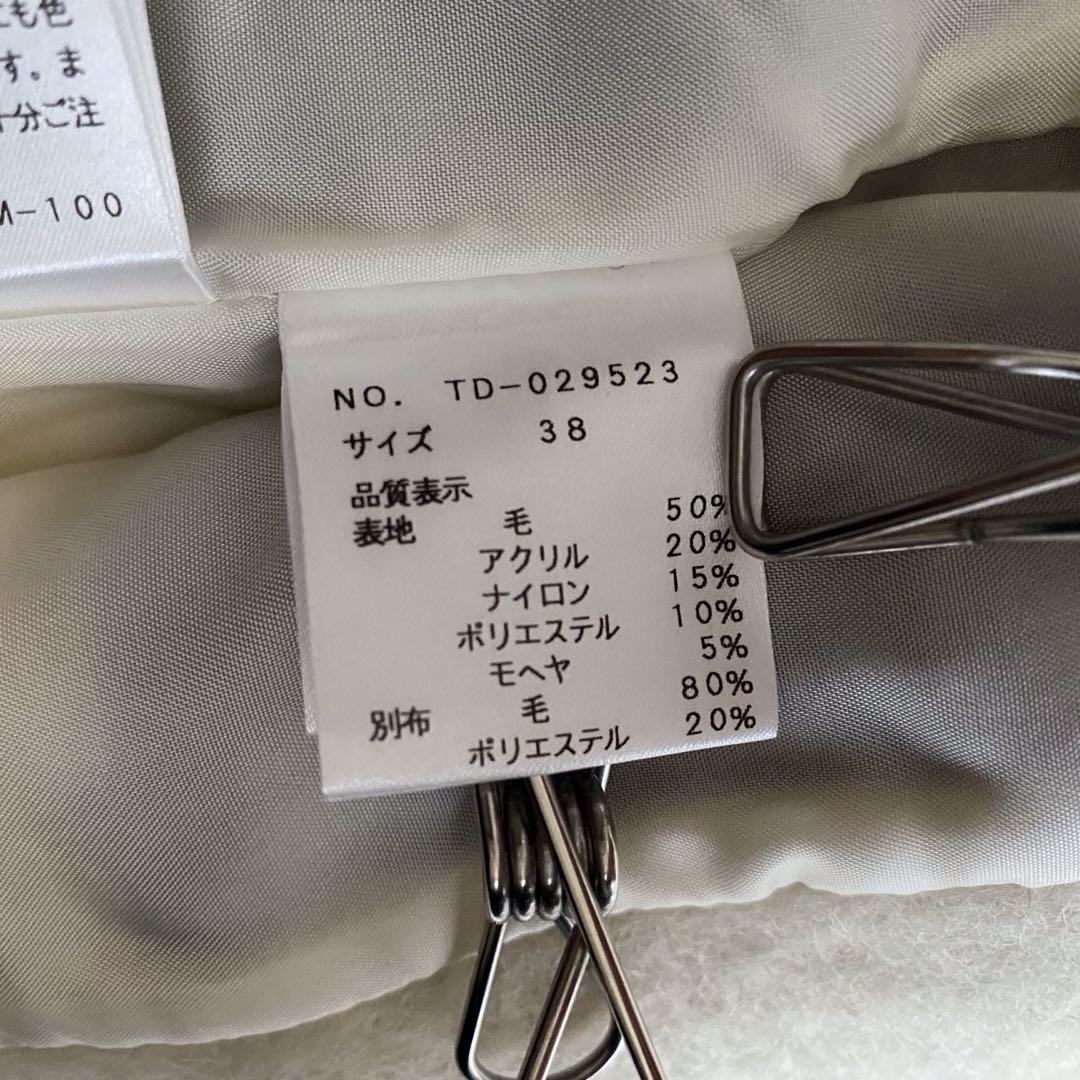 も色
す。ま
分ご注
M-100
NO. TD-029523
サイズ 38
品質表示
表地 毛 50%
アクリル 20%
ナイロン 15%
ポリエステル 10%
モヘヤ 5%
別布 毛 80%
ポリエステル 20%